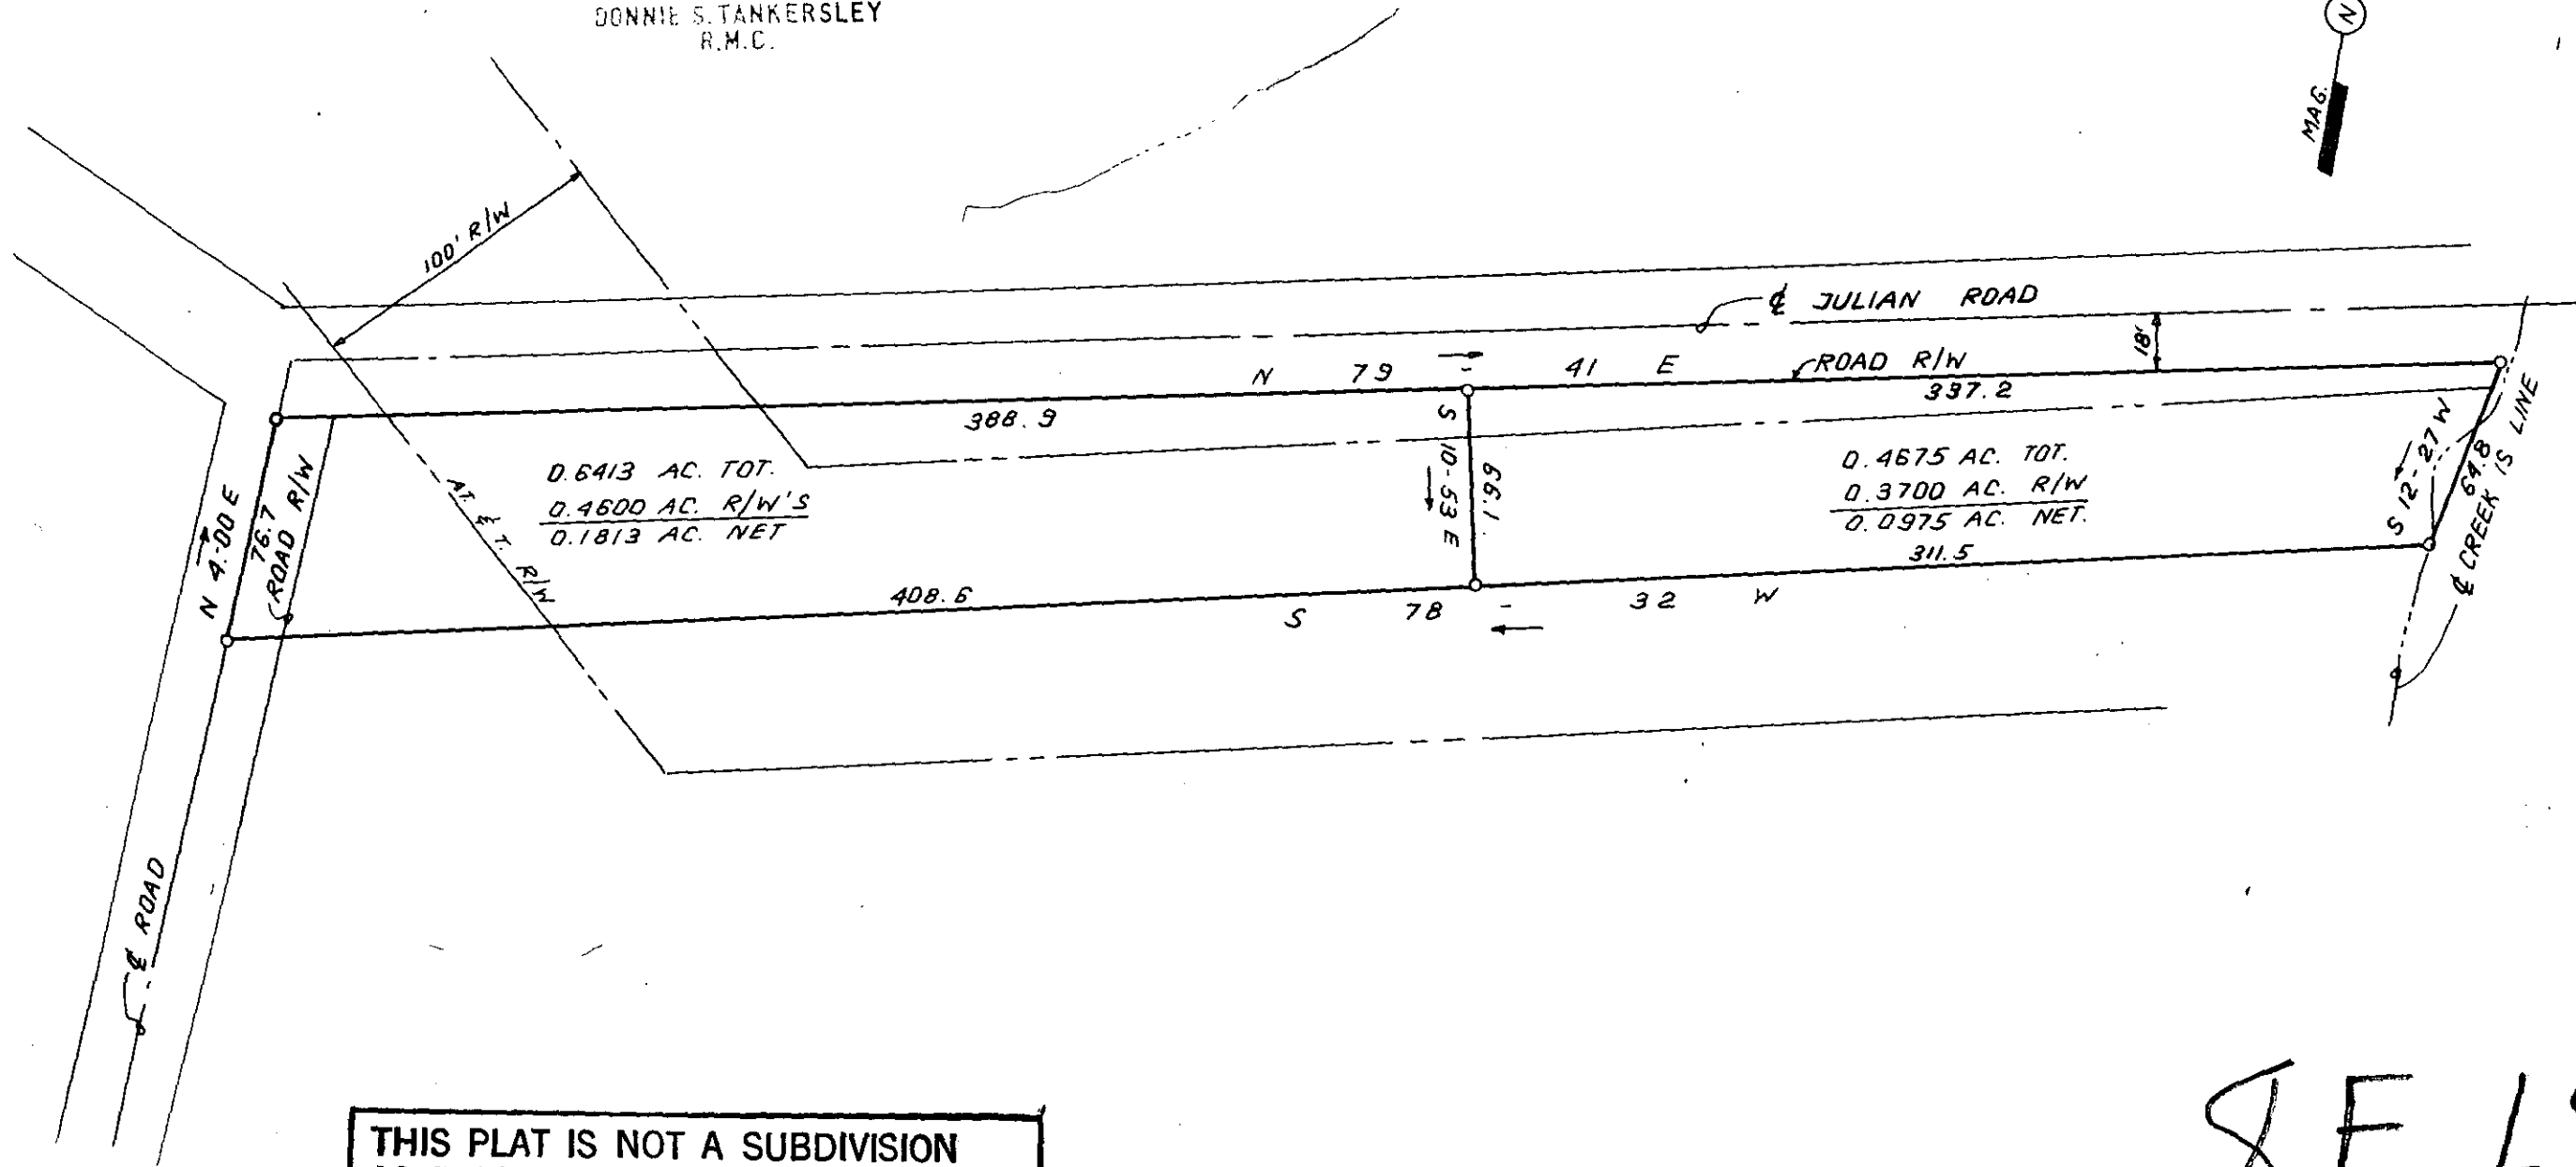 DONNIE S. TANKERSLEY
R.M.C.
N
MAG.
100' R/W
℄ JULIAN ROAD
18'
N 79 - 41 E
ROAD R/W
388.9
337.2
S 10-53 E
66.1
0.6413 AC. TOT.
0.4600 AC. R/W'S
0.1813 AC. NET
0.4675 AC. TOT.
0.3700 AC. R/W
0.0975 AC. NET.
N 4-00 E
76.7
ROAD R/W
AT. & T. R/W
S 12-27 W
64.8
℄ CREEK IS LINE
408.6
311.5
S 78 - 32 W
℄ ROAD
THIS PLAT IS NOT A SUBDIVISION